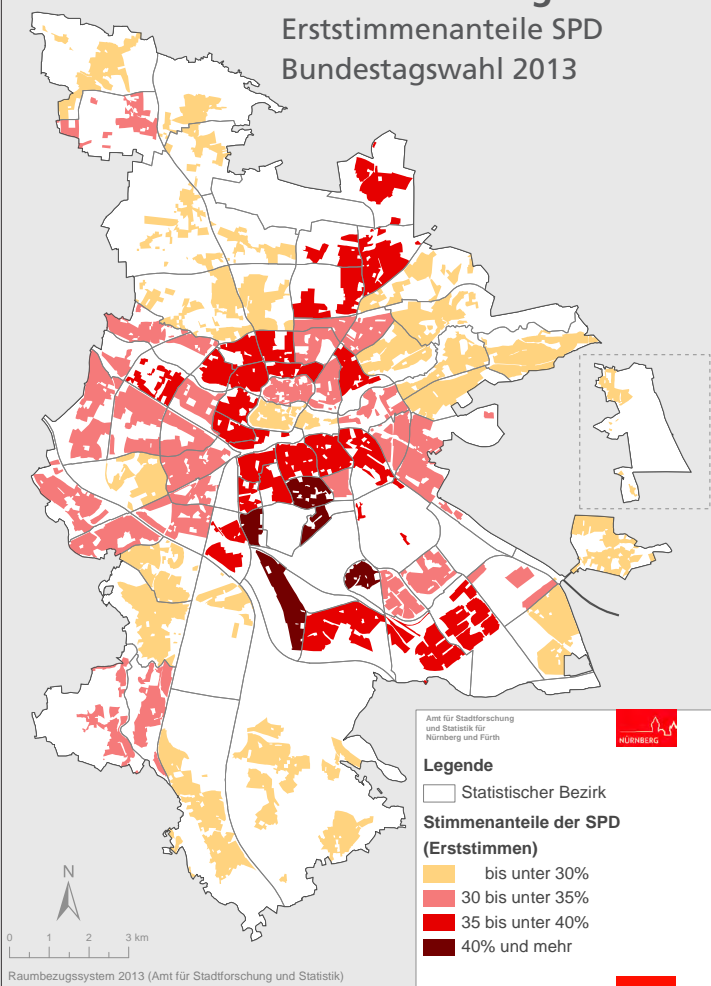 Erststimmenanteile SPD
Bundestagswahl 2013
Amt für Stadtforschung
und Statistik für
Nürnberg und Fürth
NÜRNBERG
Legende
Statistischer Bezirk
Stimmenanteile der SPD
(Erststimmen)
bis unter 30%
30 bis unter 35%
35 bis unter 40%
40% und mehr
N
0 1 2 3 km
Raumbezugssystem 2013 (Amt für Stadtforschung und Statistik)